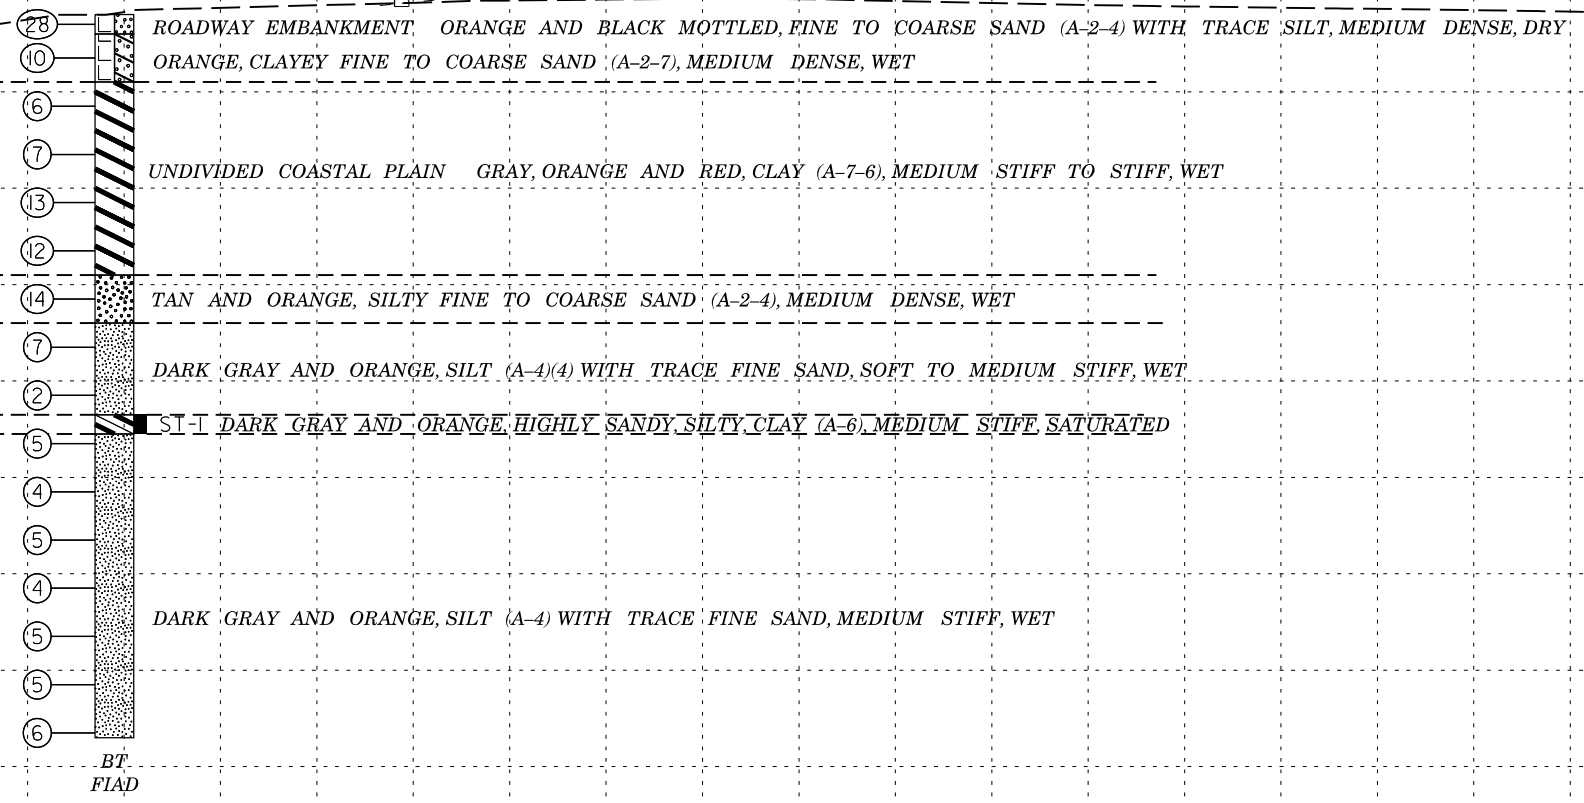 28 ROADWAY EMBANKMENT ORANGE AND BLACK MOTTLED, FINE TO COARSE SAND (A-2-4) WITH TRACE SILT, MEDIUM DENSE, DRY
10 ORANGE, CLAYEY FINE TO COARSE SAND (A-2-7), MEDIUM DENSE, WET
6
7
UNDIVIDED COASTAL PLAIN GRAY, ORANGE AND RED, CLAY (A-7-6), MEDIUM STIFF TO STIFF, WET
13
12
14 TAN AND ORANGE, SILTY FINE TO COARSE SAND (A-2-4), MEDIUM DENSE, WET
7
DARK GRAY AND ORANGE, SILT (A-4)(4) WITH TRACE FINE SAND, SOFT TO MEDIUM STIFF, WET
2
ST-1 DARK GRAY AND ORANGE, HIGHLY SANDY, SILTY, CLAY (A-6), MEDIUM STIFF, SATURATED
5
4
5
4
DARK GRAY AND ORANGE, SILT (A-4) WITH TRACE FINE SAND, MEDIUM STIFF, WET
5
5
6
BT
FIAD